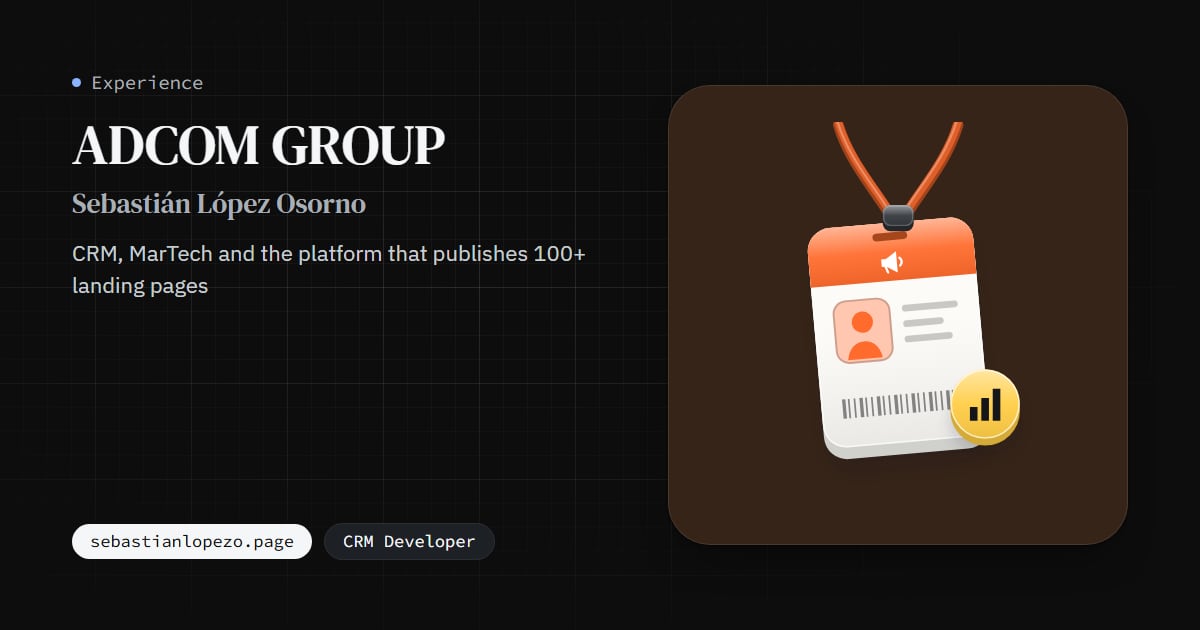 Experience
ADCOM GROUP
Sebastián López Osorno
CRM, MarTech and the platform that publishes 100+
landing pages
sebastianlopezo.page
CRM Developer